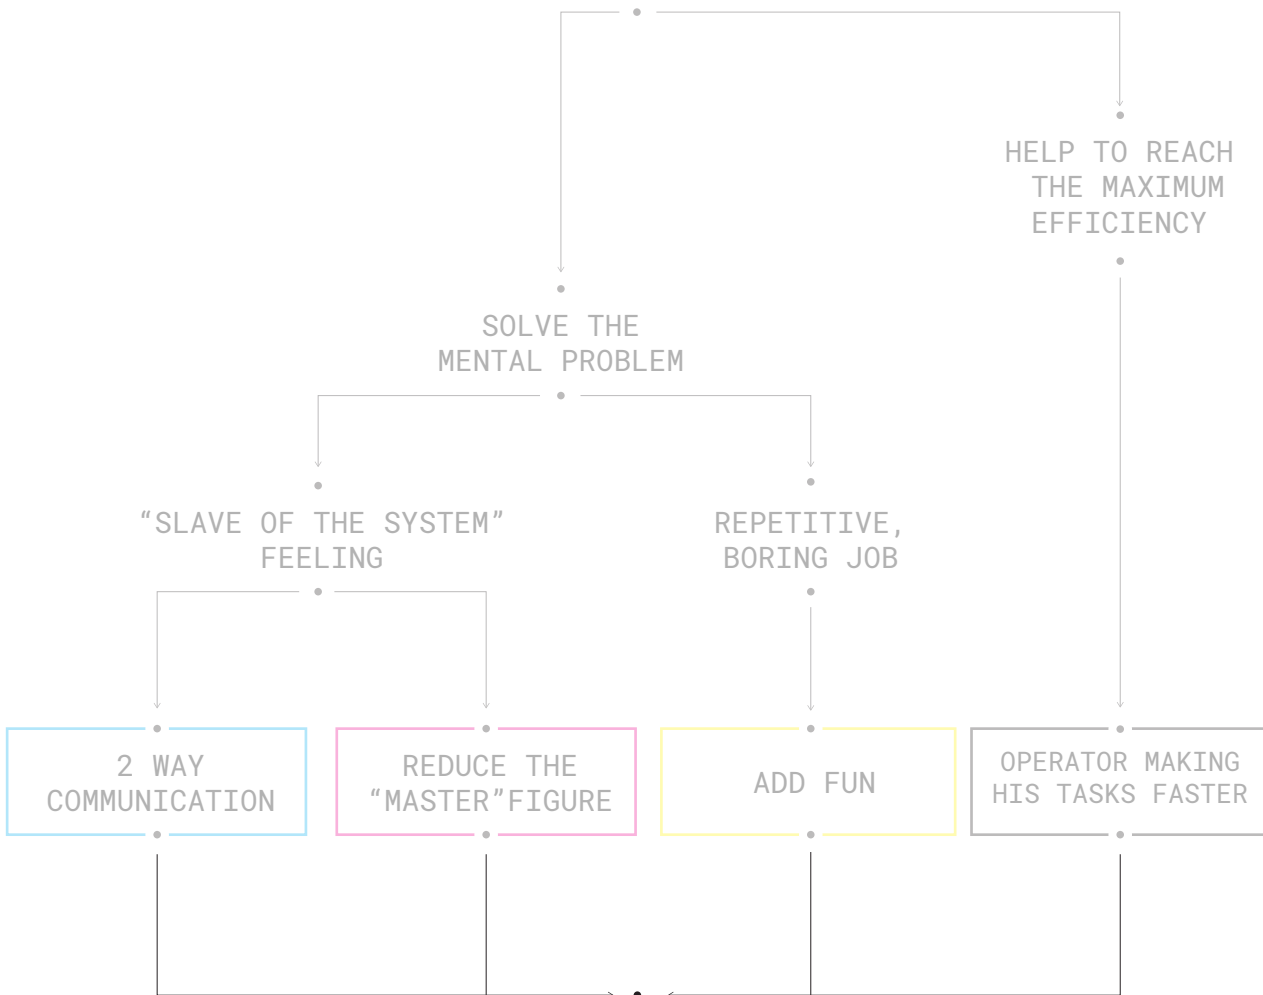 HELP TO REACH
THE MAXIMUM
EFFICIENCY
SOLVE THE
MENTAL PROBLEM
“SLAVE OF THE SYSTEM”
FEELING
REPETITIVE,
BORING JOB
2 WAY
COMMUNICATION
REDUCE THE
“MASTER”FIGURE
ADD FUN
OPERATOR MAKING
HIS TASKS FASTER